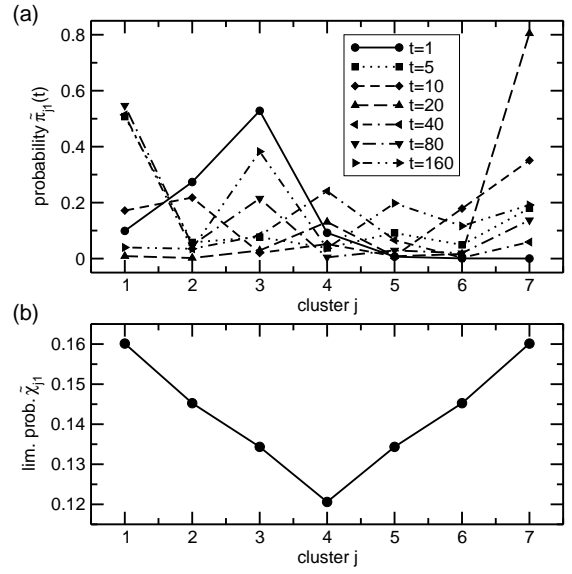 (a)
probability π̃j1(t)
0.8
0.6
0.4
0.2
0
t=1
t=5
t=10
t=20
t=40
t=80
t=160
1 2 3 4 5 6 7
cluster j
(b)
lim. prob. χ̃j1
0.16
0.15
0.14
0.13
0.12
1 2 3 4 5 6 7
cluster j